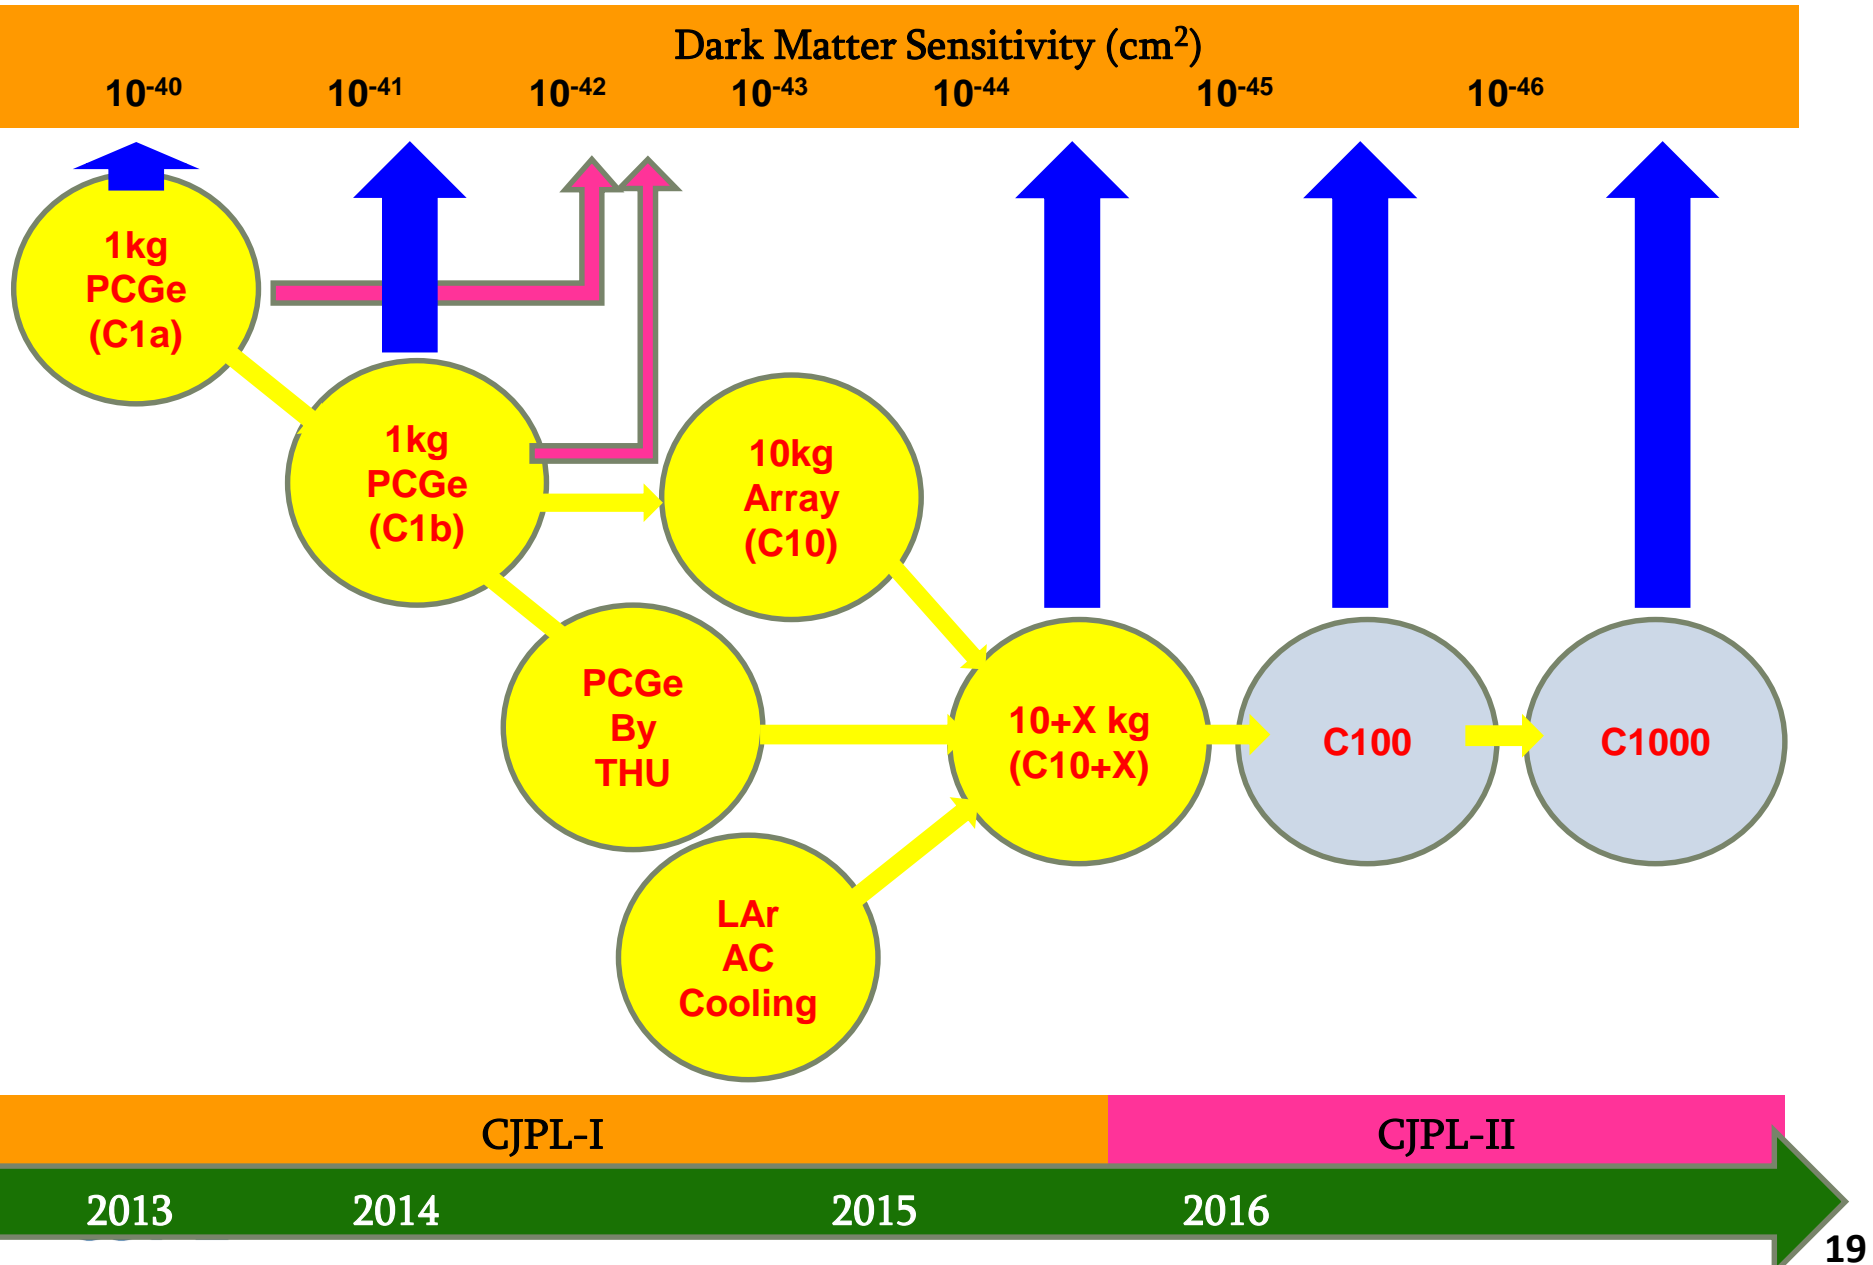 Dark Matter Sensitivity (cm²)
10⁻⁴⁰ 10⁻⁴¹ 10⁻⁴² 10⁻⁴³ 10⁻⁴⁴ 10⁻⁴⁵ 10⁻⁴⁶
1kg
PCGe
(C1a)
1kg
PCGe
(C1b)
10kg
Array
(C10)
PCGe
By
THU
LAr
AC
Cooling
10+X kg
(C10+X)
C100
C1000
CJPL-I CJPL-II
2013 2014 2015 2016
19